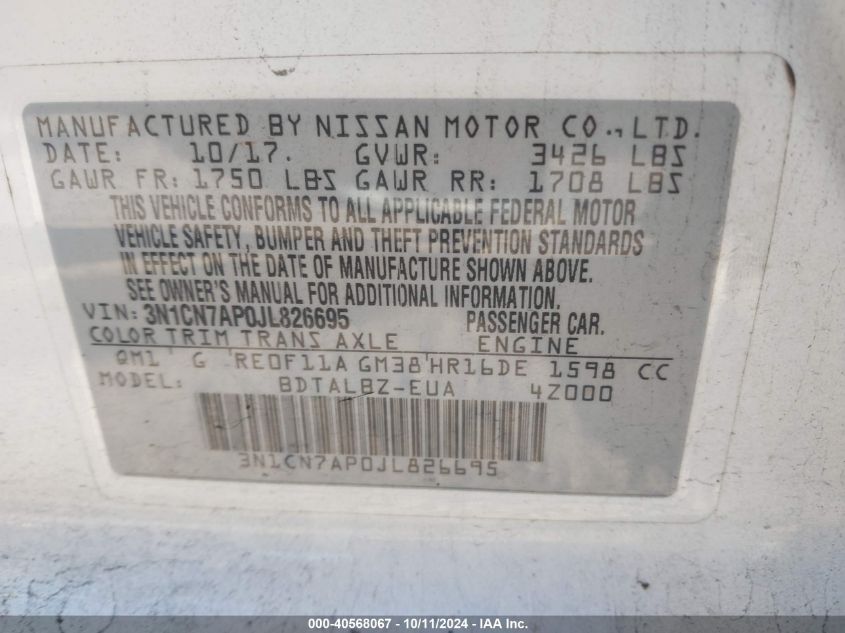 MANUFACTURED BY NISSAN MOTOR CO., LTD.
DATE: 10/17. GVWR: 3426 LBS
GAWR FR: 1750 LBS GAWR RR: 1708 LBS
THIS VEHICLE CONFORMS TO ALL APPLICABLE FEDERAL MOTOR
VEHICLE SAFETY, BUMPER AND THEFT PREVENTION STANDARDS
IN EFFECT ON THE DATE OF MANUFACTURE SHOWN ABOVE.
SEE OWNER'S MANUAL FOR ADDITIONAL INFORMATION.
VIN: 3N1CN7AP0JL826695 PASSENGER CAR.
COLOR TRIM TRANS AXLE ENGINE
QM1 G RE0F11A GM38 HR16DE 1598 CC
MODEL: BDTALBZ-EUA 4Z000
3N1CN7AP0JL826695
000-40568067 - 10/11/2024 - IAA Inc.